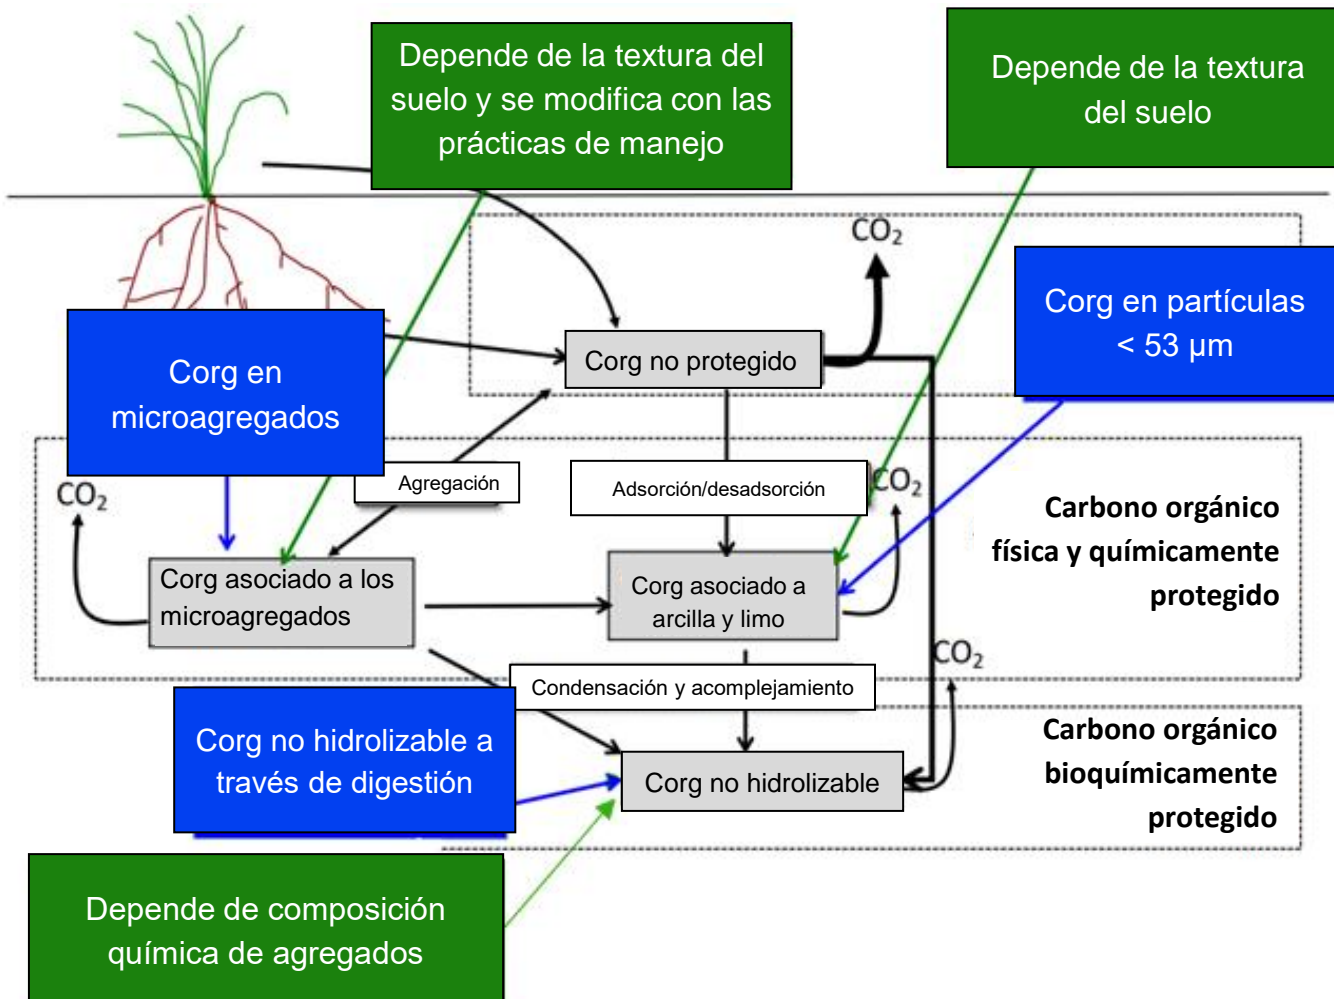 Depende de la textura del
suelo y se modifica con las
prácticas de manejo
Depende de la textura
del suelo
CO₂
Corg en partículas
< 53 µm
Corg en
microagregados
Corg no protegido
Agregación
Adsorción/desadsorción
CO₂
CO₂
Carbono orgánico
física y químicamente
protegido
Corg asociado a los
microagregados
Corg asociado a
arcilla y limo
CO₂
Condensación y acomplejamiento
Corg no hidrolizable a
través de digestión
Corg no hidrolizable
Carbono orgánico
bioquímicamente
protegido
Depende de composición
química de agregados